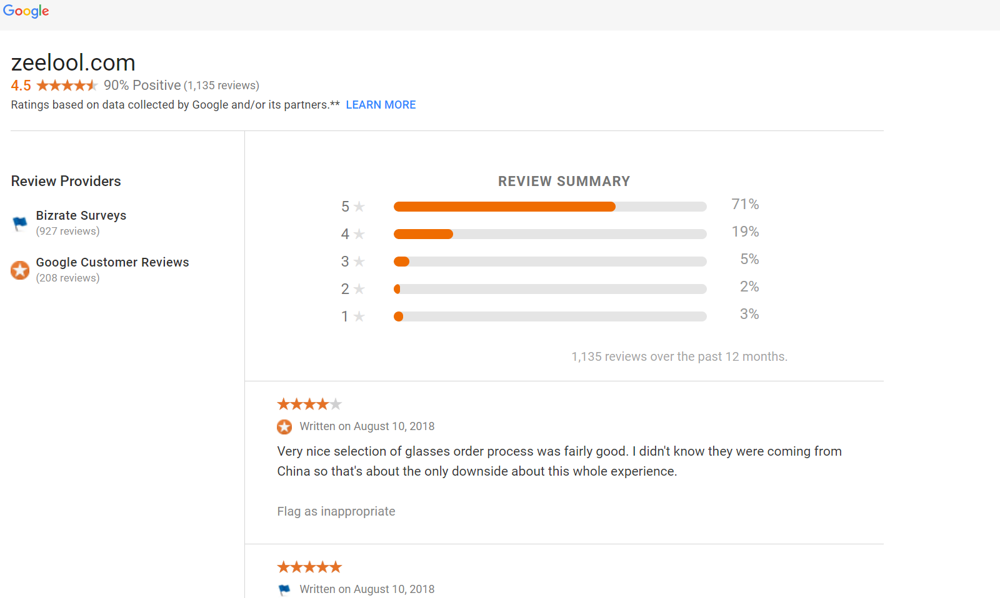 Google
zeelool.com
4.5 90% Positive (1,135 reviews)
Ratings based on data collected by Google and/or its partners.** LEARN MORE
Review Providers
Bizrate Surveys
(927 reviews)
Google Customer Reviews
(208 reviews)
REVIEW SUMMARY
5 71%
4 19%
3 5%
2 2%
1 3%
1,135 reviews over the past 12 months.
Written on August 10, 2018
Very nice selection of glasses order process was fairly good. I didn't know they were coming from
China so that's about the only downside about this whole experience.
Flag as inappropriate
Written on August 10, 2018